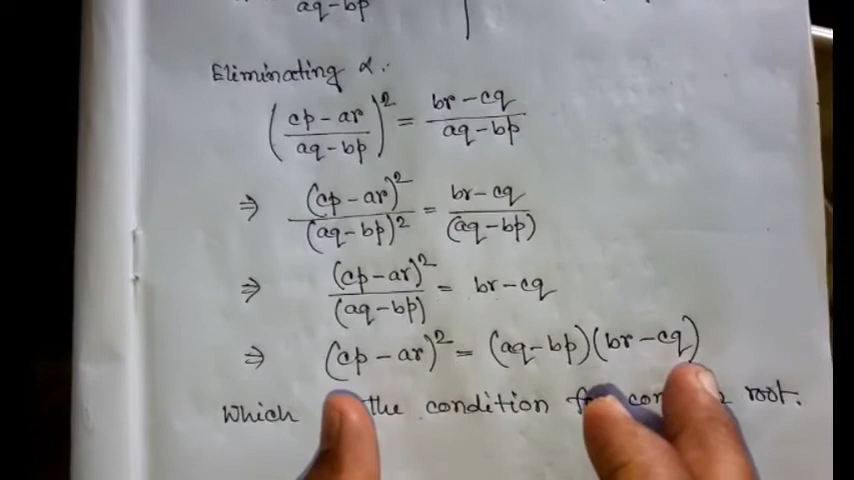 aq-bp
Eliminating α:
(cp-ar/aq-bp)² = br-cq/aq-bp
⇒ (cp-ar)²/(aq-bp)² = br-cq/(aq-bp)
⇒ (cp-ar)²/(aq-bp) = br-cq
⇒ (cp-ar)² = (aq-bp)(br-cq)
Which the condition root.